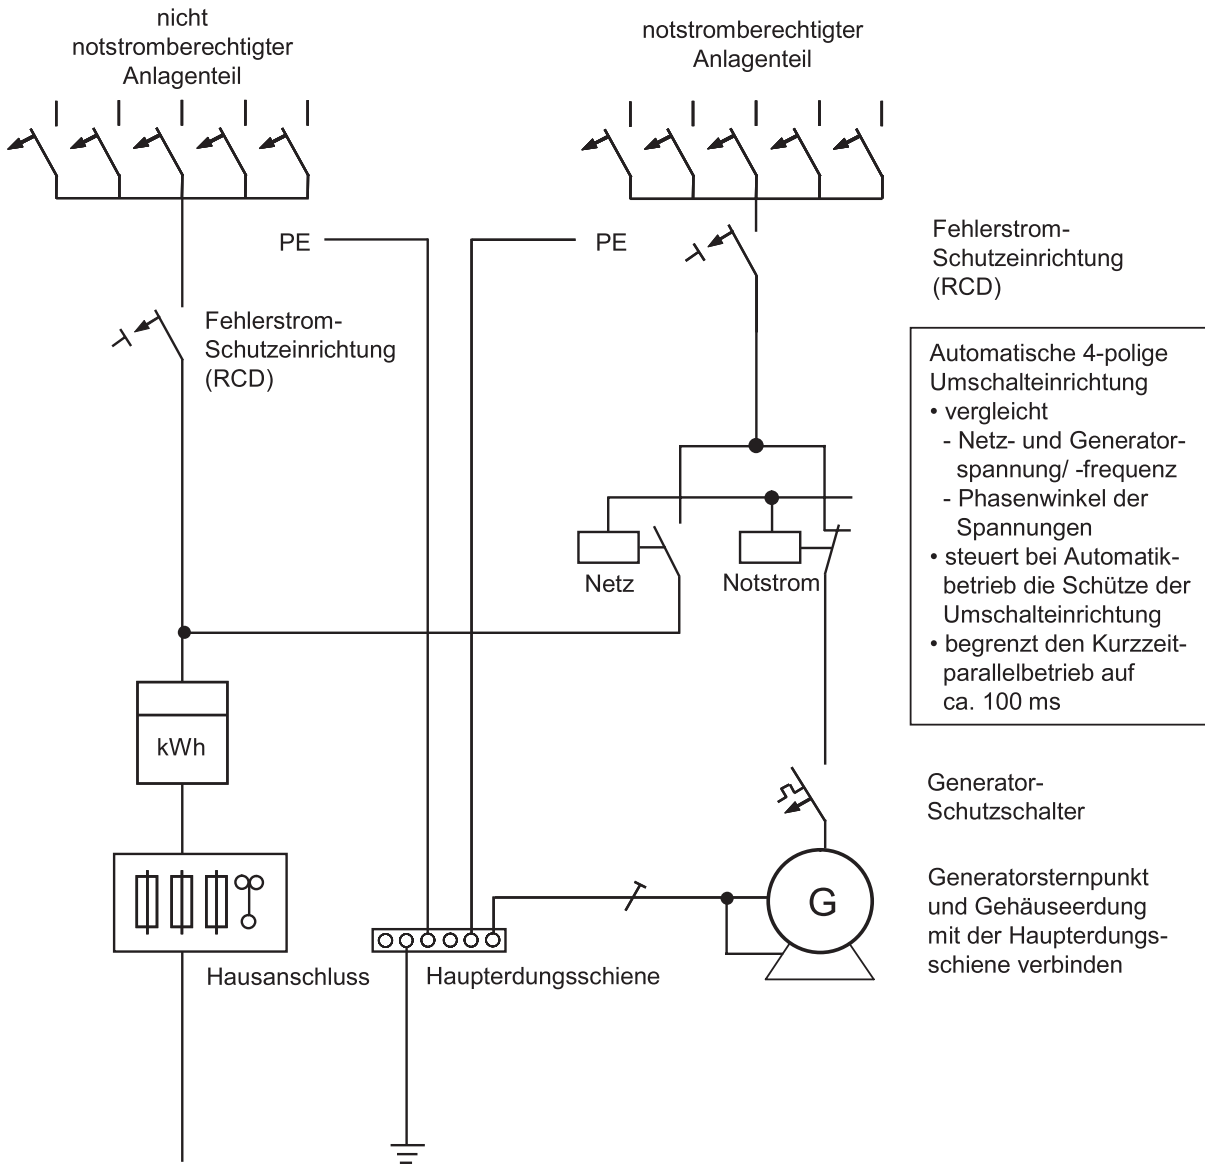 nicht
notstromberechtigter
Anlagenteil
notstromberechtigter
Anlagenteil
PE
PE
Fehlerstrom-
Schutzeinrichtung
(RCD)
Fehlerstrom-
Schutzeinrichtung
(RCD)
Automatische 4-polige
Umschalteinrichtung
• vergleicht
- Netz- und Generator-
spannung/ -frequenz
- Phasenwinkel der
Spannungen
• steuert bei Automatik-
betrieb die Schütze der
Umschalteinrichtung
• begrenzt den Kurzzeit-
parallelbetrieb auf
ca. 100 ms
Netz
Notstrom
kWh
Generator-
Schutzschalter
G
Generatorsternpunkt
und Gehäuseerdung
mit der Haupterdungs-
schiene verbinden
Hausanschluss
Haupterdungsschiene